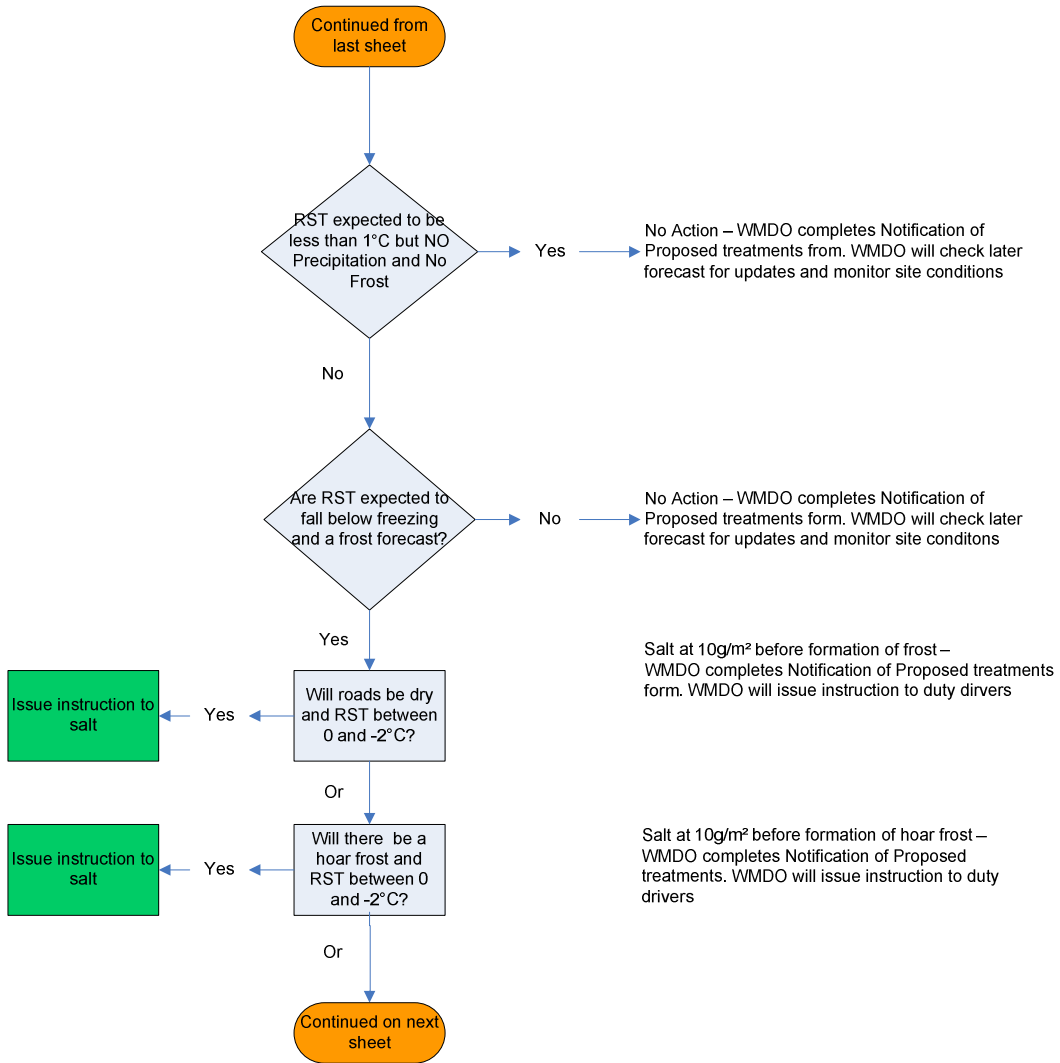 Continued from
last sheet
RST expected to be
less than 1°C but NO
Precipitation and No
Frost
Yes
No Action – WMDO completes Notification of
Proposed treatments from. WMDO will check later
forecast for updates and monitor site conditions
No
Are RST expected to
fall below freezing
and a frost forecast?
No
No Action – WMDO completes Notification of
Proposed treatments form. WMDO will check later
forecast for updates and monitor site conditons
Yes
Salt at 10g/m² before formation of frost –
WMDO completes Notification of Proposed treatments
form. WMDO will issue instruction to duty dirvers
Will roads be dry
and RST between
0 and -2°C?
Yes
Issue instruction to
salt
Or
Will there  be a
hoar frost and
RST between 0
and -2°C?
Yes
Issue instruction to
salt
Salt at 10g/m² before formation of hoar frost –
WMDO completes Notification of Proposed
treatments. WMDO will issue instruction to duty
drivers
Or
Continued on next
sheet